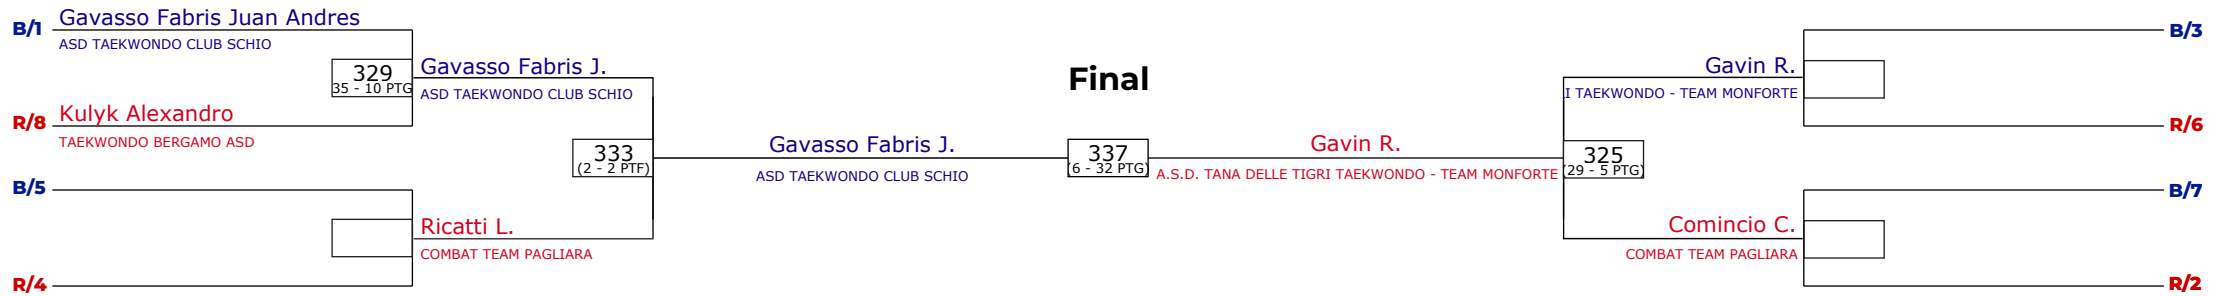 B/1
Gavasso Fabris Juan Andres
ASD TAEKWONDO CLUB SCHIO
329
35 - 10 PTG
R/8
Kulyk Alexandro
TAEKWONDO BERGAMO ASD
Gavasso Fabris J.
ASD TAEKWONDO CLUB SCHIO
333
(2 - 2 PTF)
B/5
R/4
Ricatti L.
COMBAT TEAM PAGLIARA
Gavasso Fabris J.
ASD TAEKWONDO CLUB SCHIO
Final
337
(6 - 32 PTG)
Gavin R.
A.S.D. TANA DELLE TIGRI TAEKWONDO - TEAM MONFORTE
325
(29 - 5 PTG)
Gavin R.
I TAEKWONDO - TEAM MONFORTE
B/3
R/6
Comincio C.
COMBAT TEAM PAGLIARA
B/7
R/2